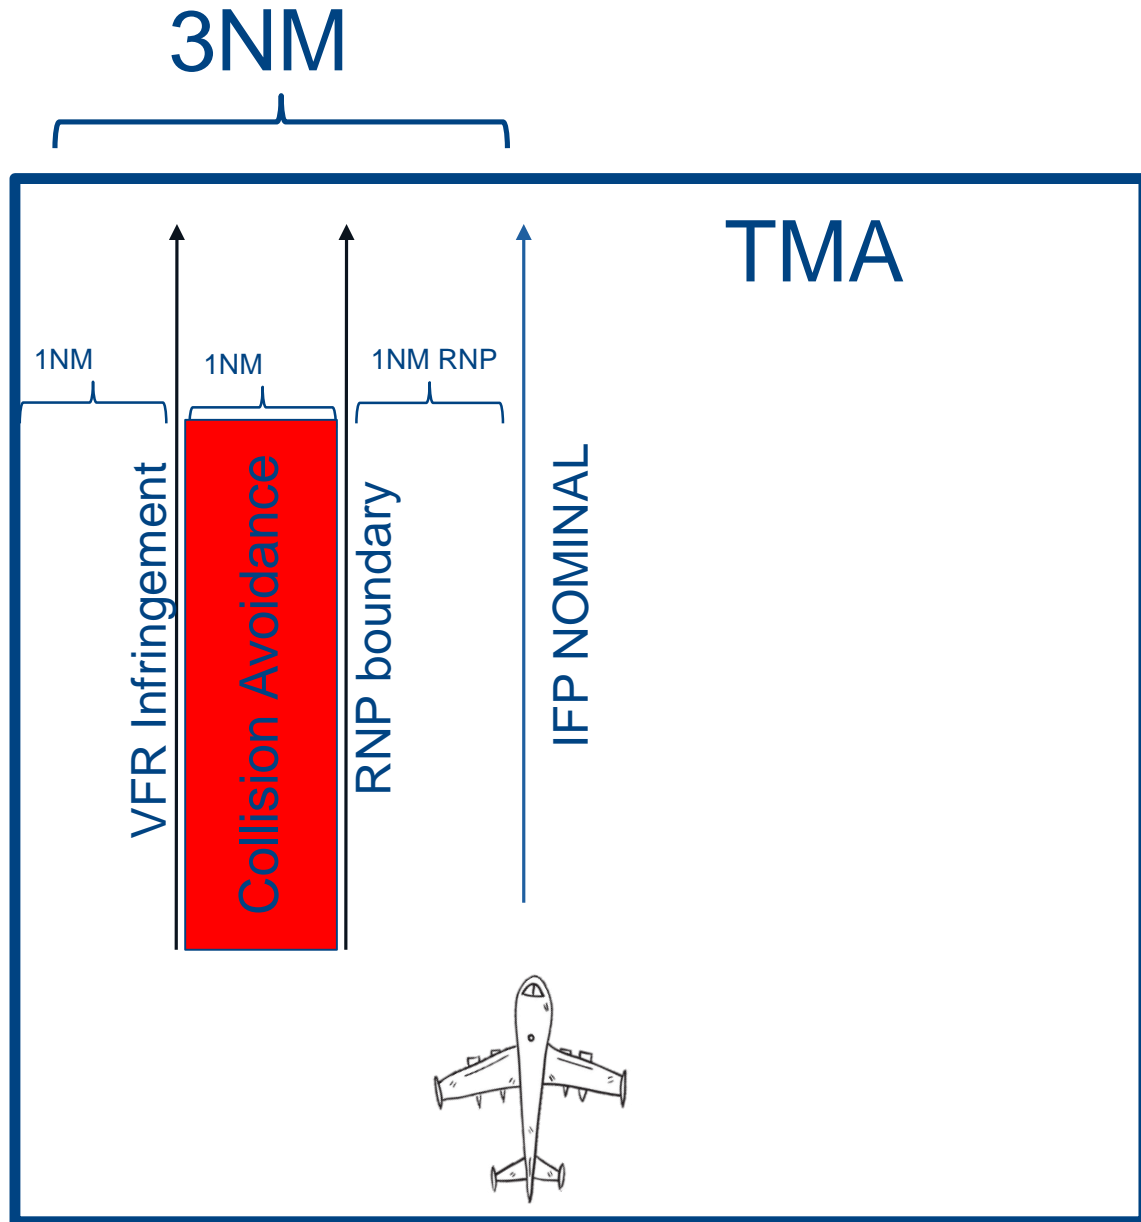 3NM
TMA
1NM
1NM
1NM RNP
VFR Infringement
Collision Avoidance
RNP boundary
IFP NOMINAL